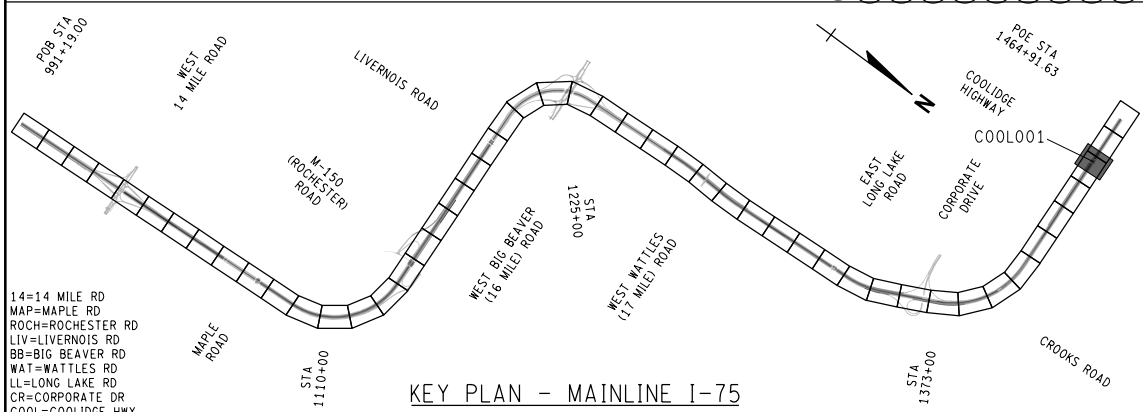 POB STA
991+19.00
WEST
14 MILE ROAD
LIVERNOIS ROAD
M-150
(ROCHESTER)
ROAD
MAPLE
ROAD
STA
1110+00
WEST BIG BEAVER
(16 MILE) ROAD
STA
1225+00
WEST WATTLES
(17 MILE) ROAD
N
EAST
LONG LAKE
ROAD
CORPORATE
DRIVE
POE STA
1464+91.63
COOLIDGE
HIGHWAY
COOL001
STA
1373+00
CROOKS ROAD
14=14 MILE RD
MAP=MAPLE RD
ROCH=ROCHESTER RD
LIV=LIVERNOIS RD
BB=BIG BEAVER RD
WAT=WATTLES RD
LL=LONG LAKE RD
CR=CORPORATE DR
COOL=COOLIDGE HWY
KEY PLAN - MAINLINE I-75